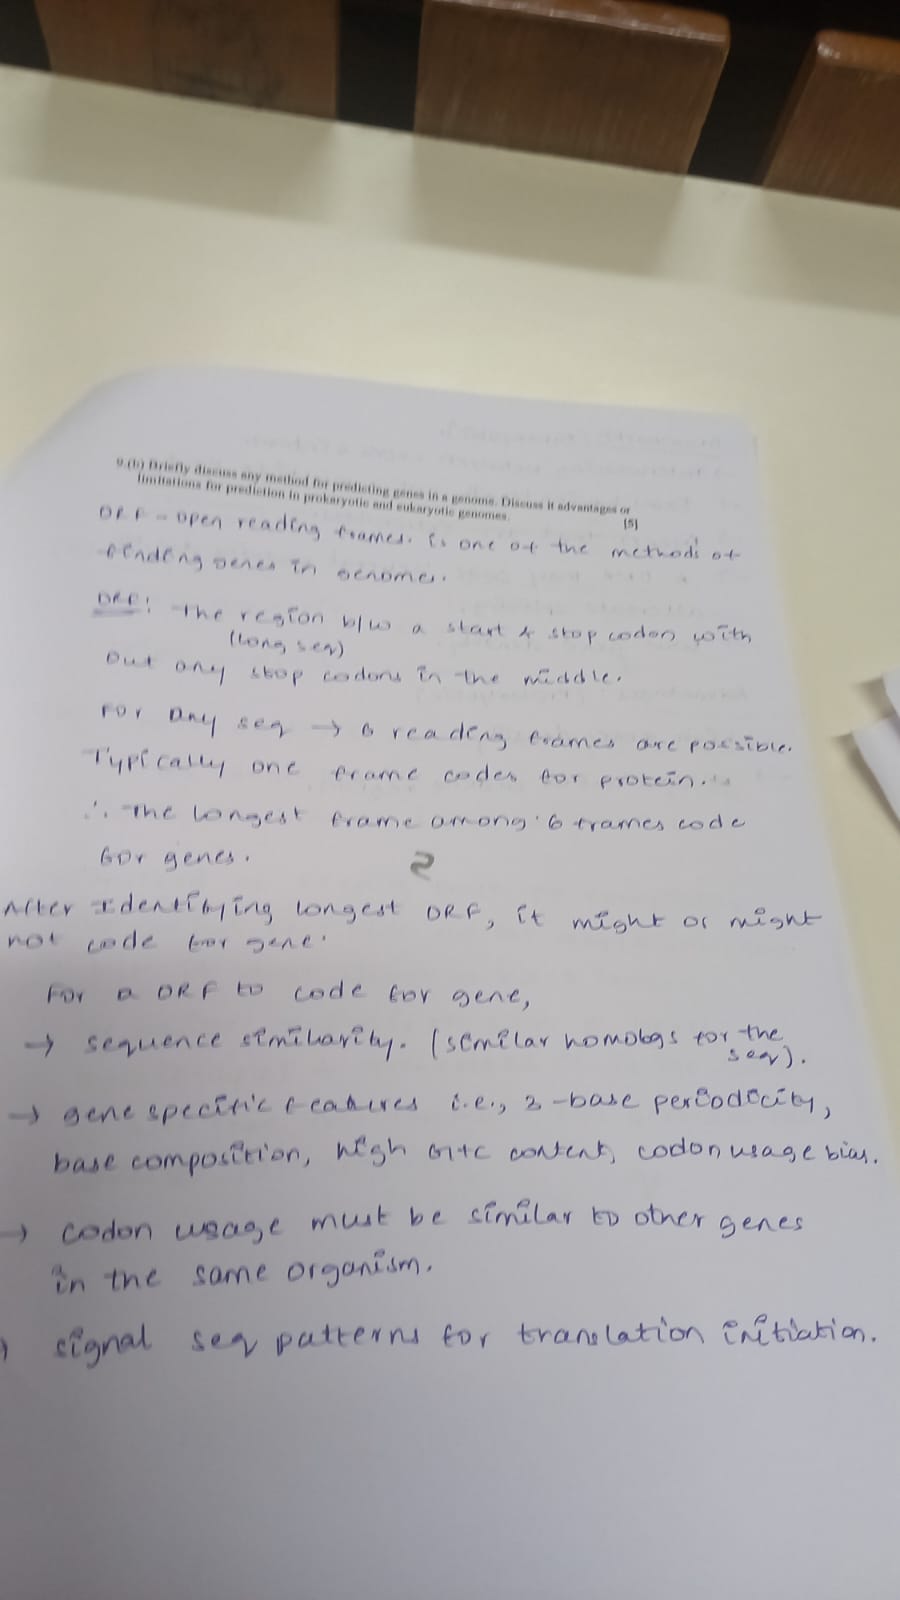 9.(b) Briefly discuss any method for predicting genes in a genome. Discuss it advantages or
limitations for prediction in prokaryotic and eukaryotic genomes. [5]
ORF - open reading frames. is one of the methods of
finding genes in genomes.
ORF: The region b/w a start & stop codon with
(long seq)
out any stop codons in the middle.
For any seq → 6 reading frames are possible.
Typically one frame codes for protein.
∴ The longest frame among 6 frames code
for genes.
2
After Identifying longest ORF, it might or might
not code for gene.
For a ORF to code for gene,
→ sequence similarity. (similar homologs for the
seq).
→ gene specific features i.e., 3-base periodicity,
base composition, high G+C content, codon usage bias.
→ codon usage must be similar to other genes
in the same organism.
→ signal seq patterns for translation initiation.